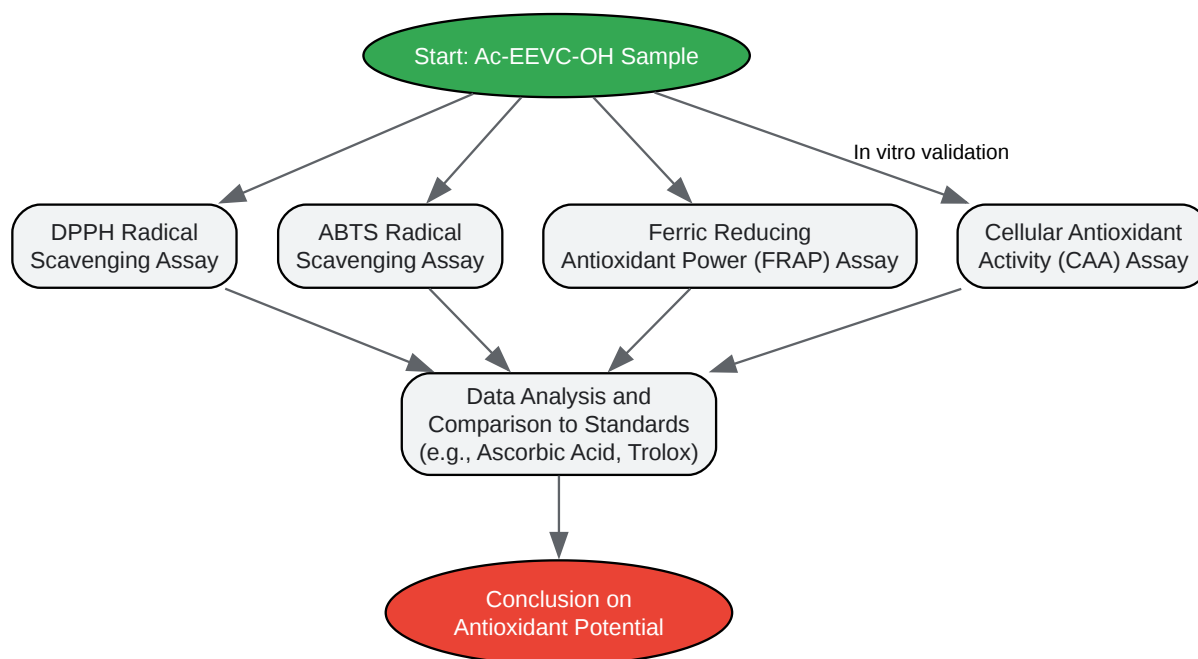 Start: Ac-EEVC-OH Sample
In vitro validation
DPPH Radical
Scavenging Assay
ABTS Radical
Scavenging Assay
Ferric Reducing
Antioxidant Power (FRAP) Assay
Cellular Antioxidant
Activity (CAA) Assay
Data Analysis and
Comparison to Standards
(e.g., Ascorbic Acid, Trolox)
Conclusion on
Antioxidant Potential